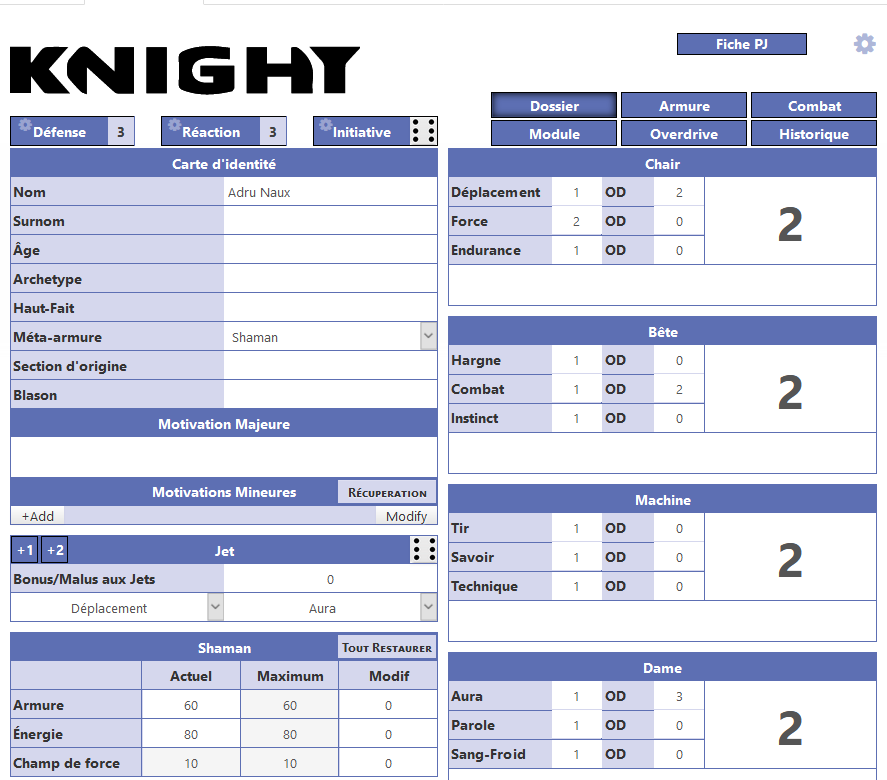 KNIGHT
Fiche PJ
Dossier Armure Combat
Défense 3 Réaction 3 Initiative
Module Overdrive Historique
Carte d'identité
Nom Adru Naux
Surnom
Âge
Archetype
Haut-Fait
Méta-armure Shaman
Section d'origine
Blason
Motivation Majeure
Motivations Mineures Récuperation
+Add Modify
+1 +2 Jet
Bonus/Malus aux Jets 0
Déplacement Aura
Shaman Tout Restaurer
Actuel Maximum Modif
Armure 60 60 0
Énergie 80 80 0
Champ de force 10 10 0
Chair
Déplacement 1 OD 2
2
Force 2 OD 0
Endurance 1 OD 0
Bête
Hargne 1 OD 0
2
Combat 1 OD 2
Instinct 1 OD 0
Machine
Tir 1 OD 0
2
Savoir 1 OD 0
Technique 1 OD 0
Dame
Aura 1 OD 3
2
Parole 1 OD 0
Sang-Froid 1 OD 0